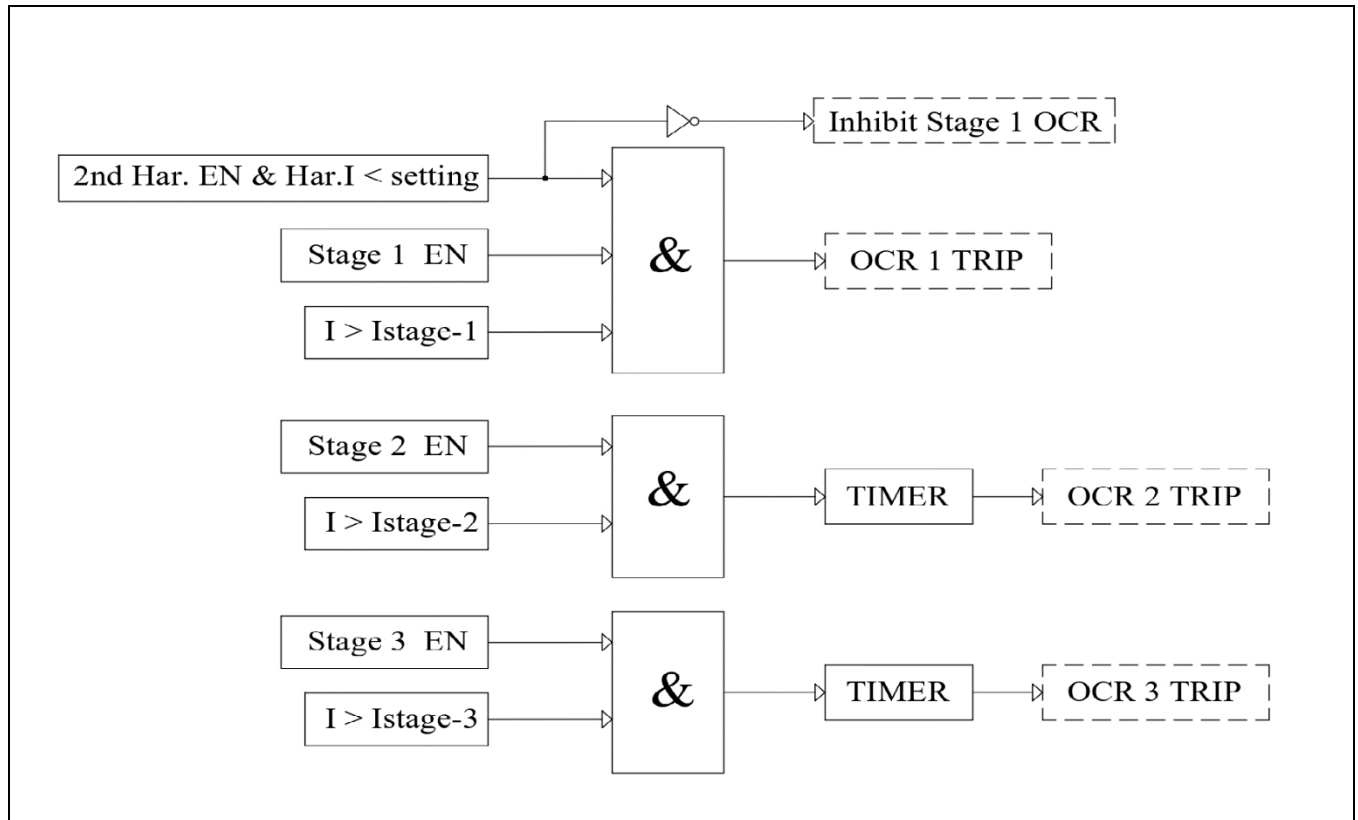 Inhibit Stage 1 OCR
2nd Har. EN & Har.I < setting
Stage 1 EN
&
OCR 1 TRIP
I > Istage-1
Stage 2 EN
&
TIMER
OCR 2 TRIP
I > Istage-2
Stage 3 EN
&
TIMER
OCR 3 TRIP
I > Istage-3